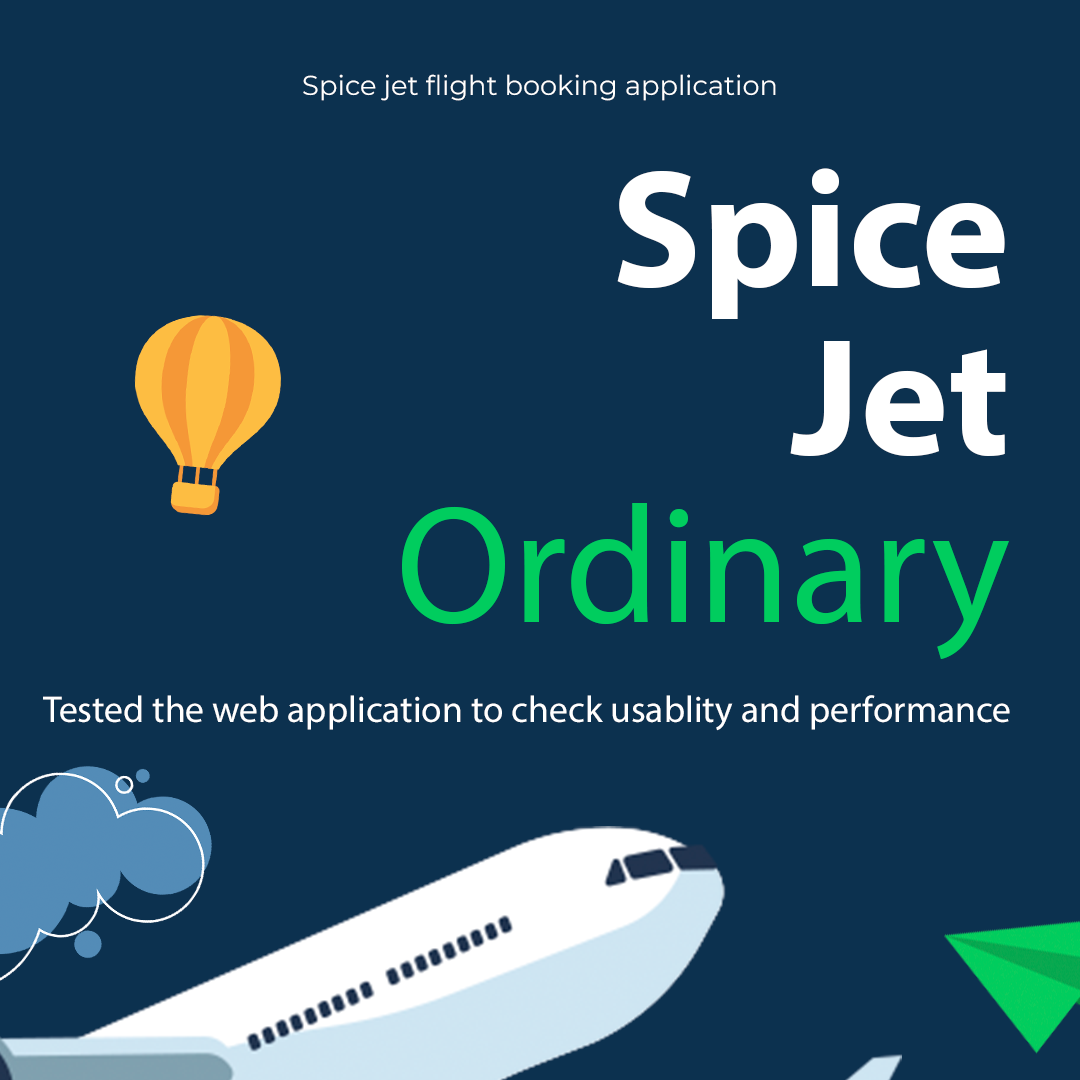 Spice jet flight booking application
Spice
Jet
Ordinary
Tested the web application to check usablity and performance